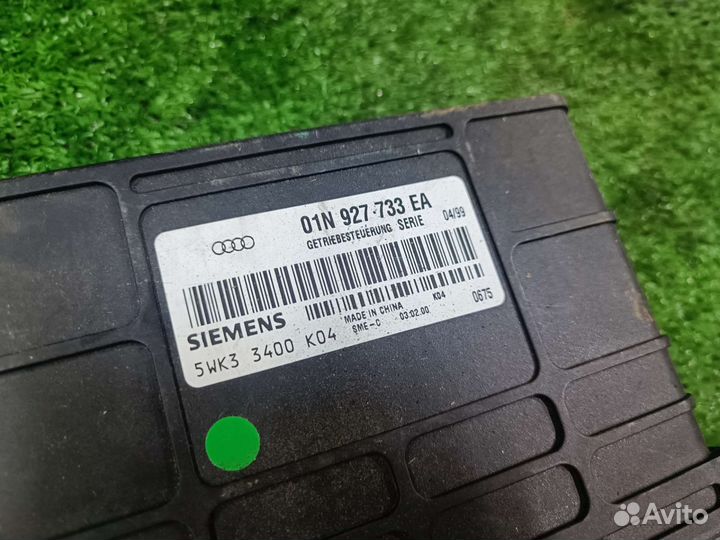 01N 927 733 EA
GETRIEBESTEUERUNG SERIE 04/99
SIEMENS
MADE IN CHINA K04 0675
SME-C 03.02.00
5WK3 3400 K04
Avito